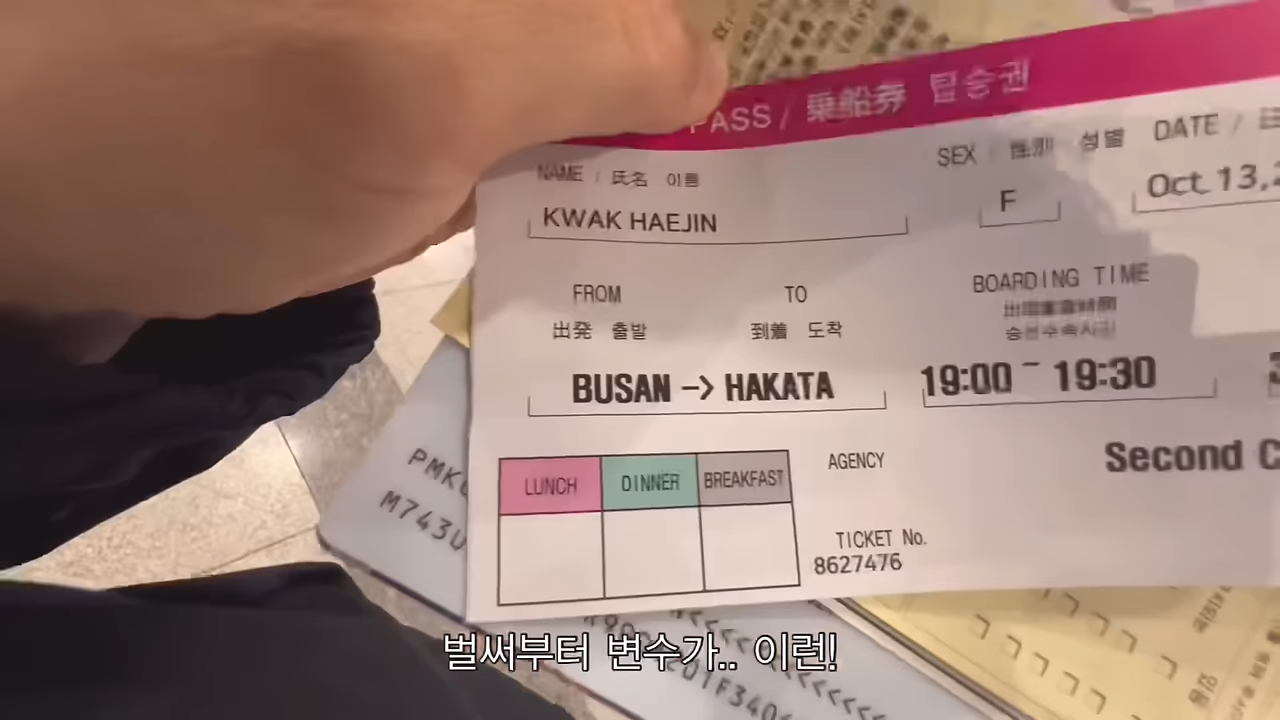 PASS / 乗船券 탑승권
NAME / 氏名 이름
SEX / 性別 성별
DATE /
KWAK HAEJIN
F
Oct. 13, 2
FROM
TO
BOARDING TIME
出発 출발
到着 도착
BUSAN -> HAKATA
19:00 ~ 19:30
Second C
LUNCH DINNER BREAKFAST
AGENCY
TICKET No.
8627476
PMK
M743U
벌써부터 변수가.. 이런!